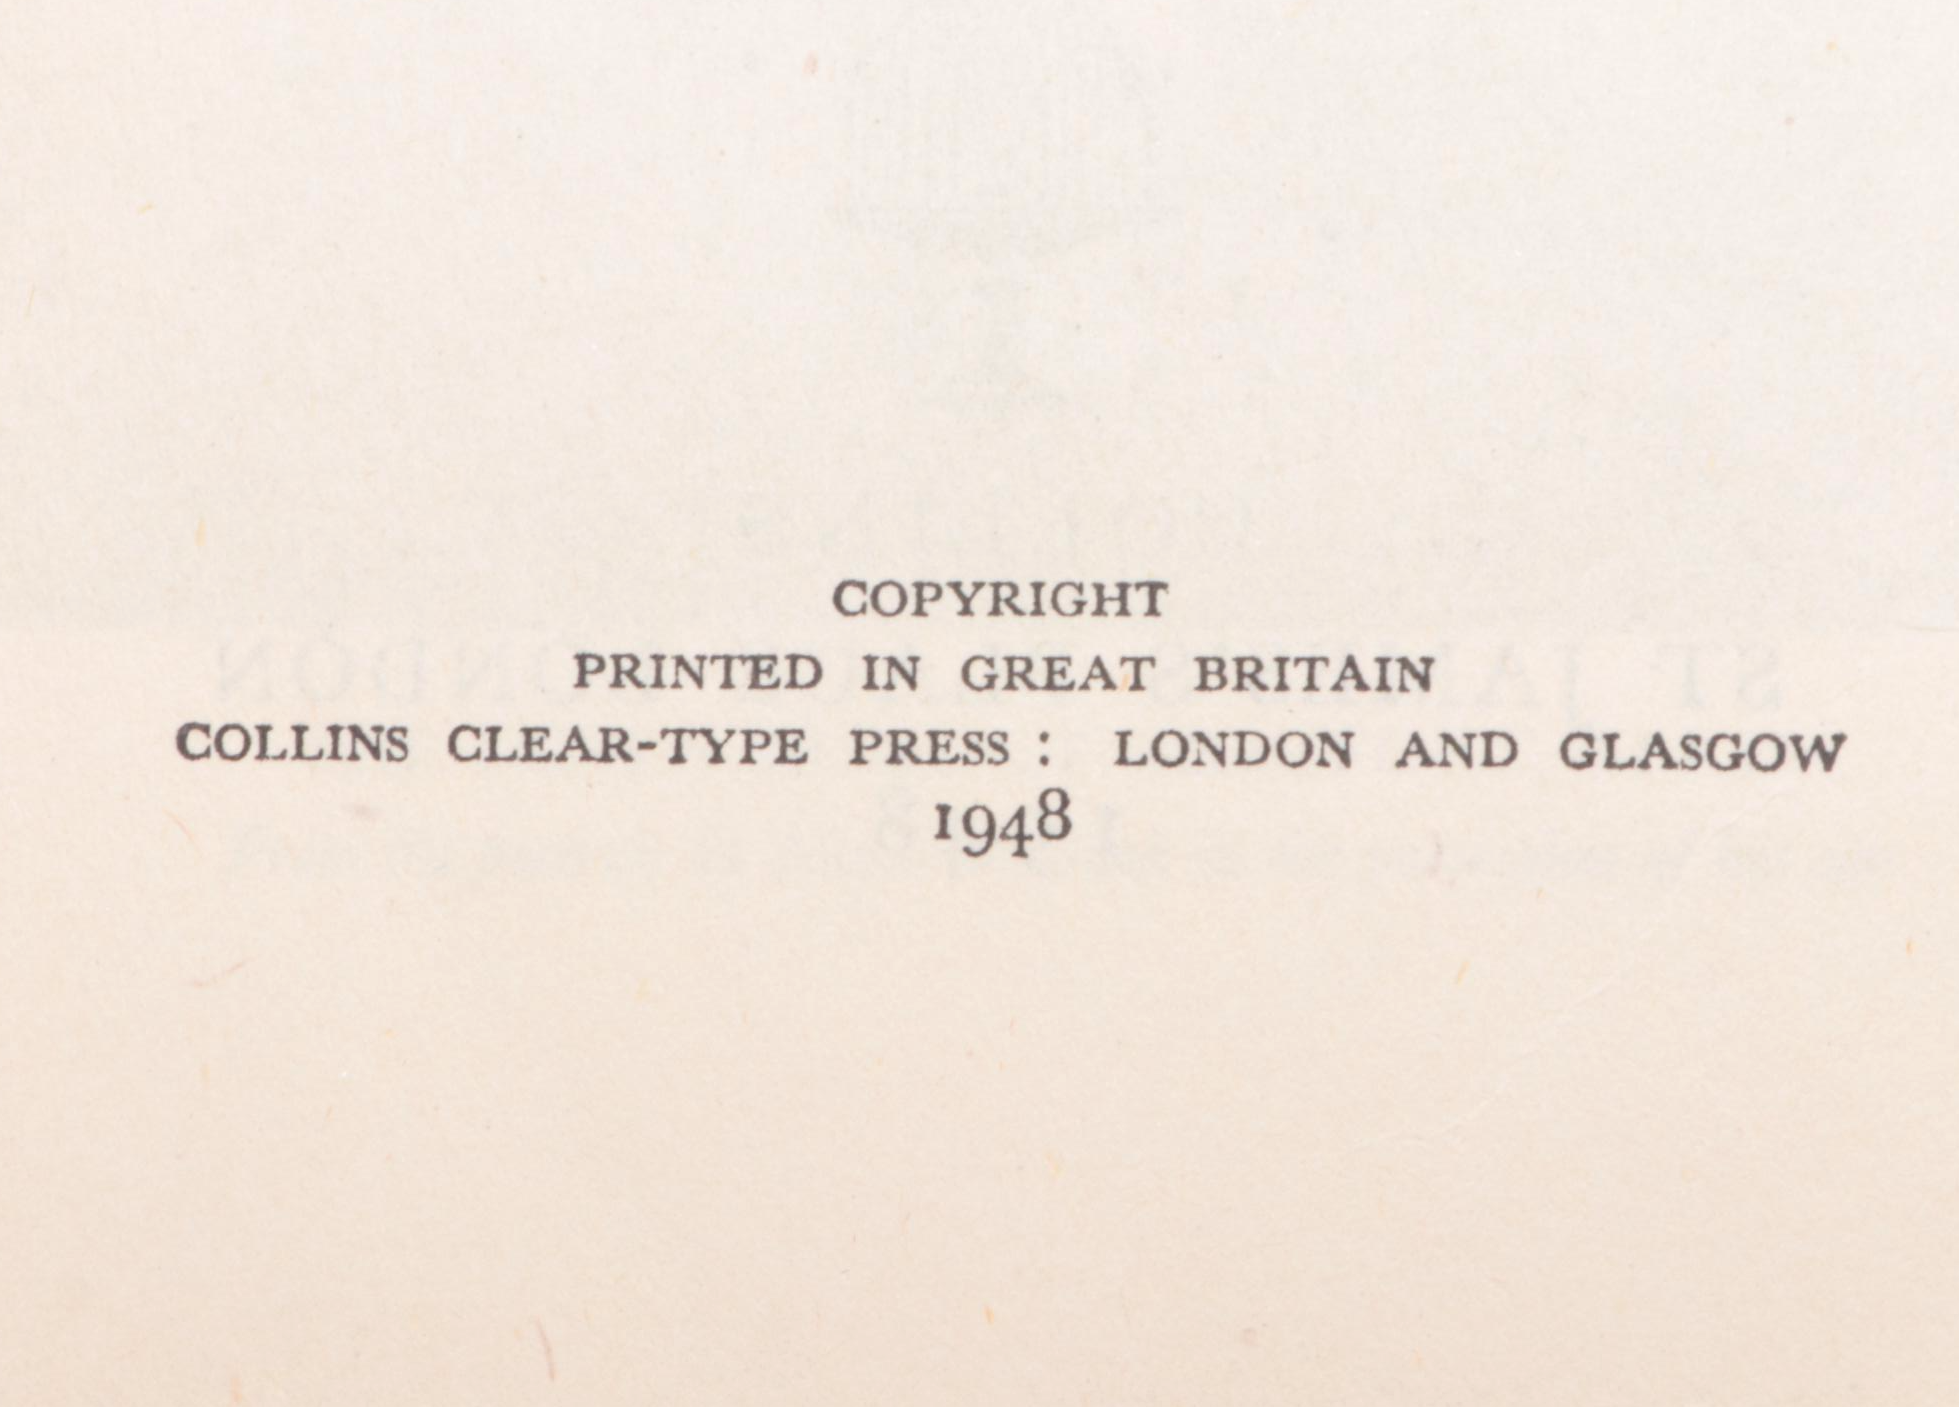 COPYRIGHT
PRINTED IN GREAT BRITAIN
COLLINS CLEAR-TYPE PRESS : LONDON AND GLASGOW
1948